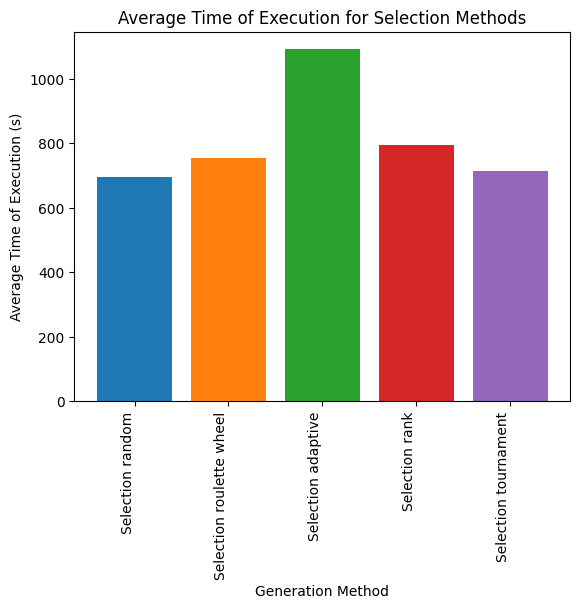 Average Time of Execution for Selection Methods
Average Time of Execution (s)
1000
800
600
400
200
0
Selection random
Selection roulette wheel
Selection adaptive
Selection rank
Selection tournament
Generation Method